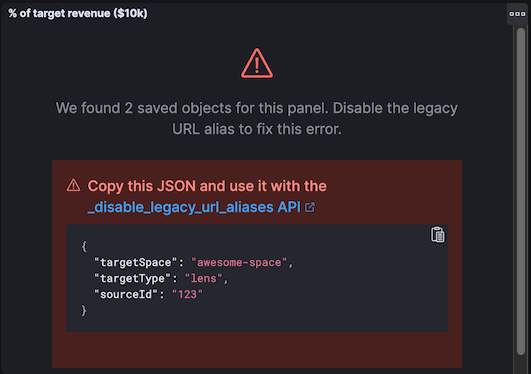 % of target revenue ($10k)
We found 2 saved objects for this panel. Disable the legacy
URL alias to fix this error.
Copy this JSON and use it with the
_disable_legacy_url_aliases API
{
"targetSpace": "awesome-space",
"targetType": "lens",
"sourceId": "123"
}